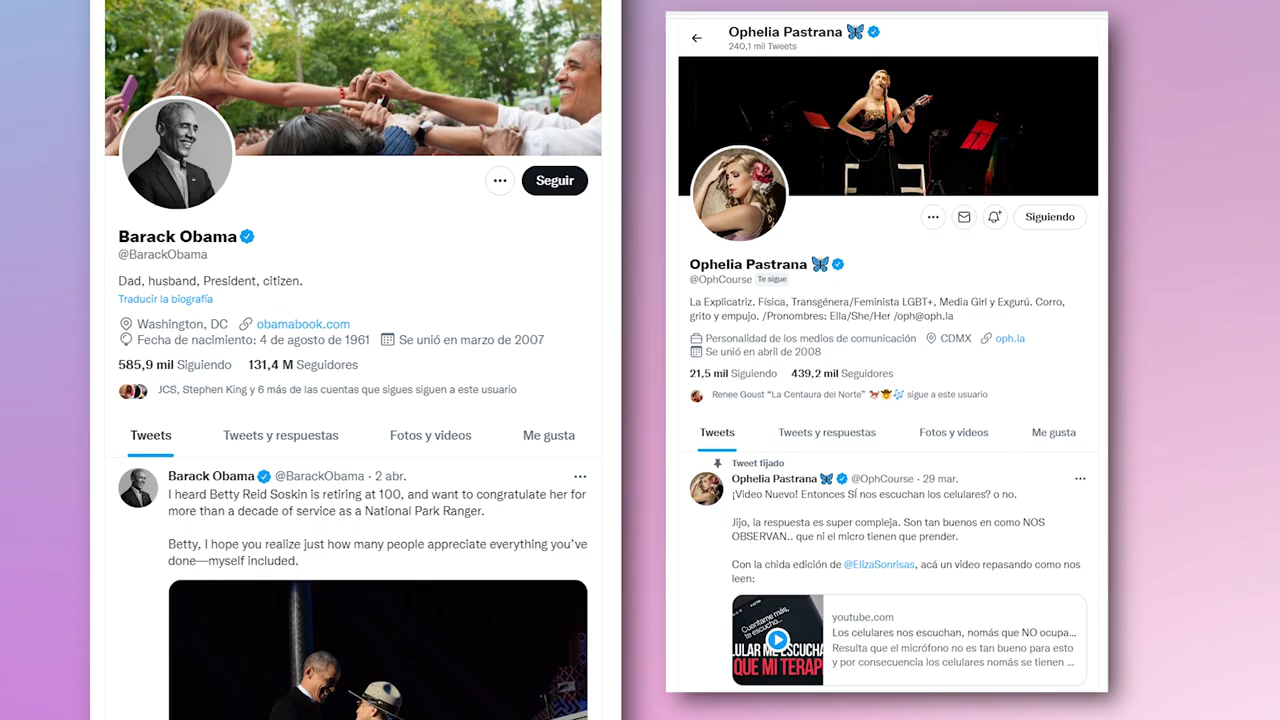 Seguir
Barack Obama
@BarackObama
Dad, husband, President, citizen.
Traducir la biografía
Washington, DC obamabook.com
Fecha de nacimiento: 4 de agosto de 1961 Se unió en marzo de 2007
585,9 mil Siguiendo 131,4 M Seguidores
JCS, Stephen King y 6 más de las cuentas que sigues siguen a este usuario
Tweets Tweets y respuestas Fotos y videos Me gusta
Barack Obama @BarackObama · 2 abr.
I heard Betty Reid Soskin is retiring at 100, and want to congratulate her for
more than a decade of service as a National Park Ranger.
Betty, I hope you realize just how many people appreciate everything you've
done—myself included.
Ophelia Pastrana 🦋
240,1 mil Tweets
Siguiendo
Ophelia Pastrana 🦋
@OphCourse Te sigue
La Explicatriz. Física, Transgénera/Feminista LGBT+, Media Girl y Exgurú. Corro,
grito y empujo. /Pronombres: Ella/She/Her /oph@oph.la
Personalidad de los medios de comunicación CDMX oph.la
Se unió en abril de 2008
21,5 mil Siguiendo 439,2 mil Seguidores
Renee Goust "La Centaura del Norte" 🐎🤠🎶 sigue a este usuario
Tweets Tweets y respuestas Fotos y videos Me gusta
Tweet fijado
Ophelia Pastrana 🦋 @OphCourse · 29 mar.
¡Video Nuevo! Entonces SÍ nos escuchan los celulares? o no.
Jijo, la respuesta es super compleja. Son tan buenos en como NOS
OBSERVAN.. que ni el micro tienen que prender.
Con la chida edición de @ElizaSonrisas, acá un video repasando como nos
leen:
Cuéntame más,
te escucho...
LULAR ME ESCUCHA
QUE MI TERAP
youtube.com
Los celulares nos escuchan, nomás que NO ocupa...
Resulta que el micrófono no es tan bueno para esto
y por consecuencia los celulares nomás se tienen ...